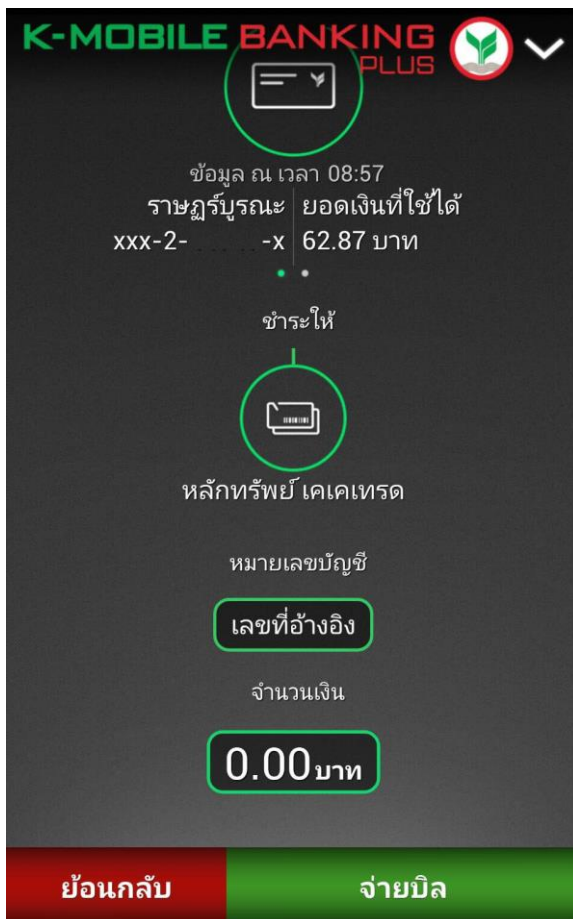 K-MOBILE BANKING
PLUS
ข้อมูล ณ เวลา 08:57
ราษฎร์บูรณะ ยอดเงินที่ใช้ได้
xxx-2- -x 62.87 บาท
ชำระให้
หลักทรัพย์ เคเคเทรด
หมายเลขบัญชี
เลขที่อ้างอิง
จำนวนเงิน
0.00 บาท
ย้อนกลับ จ่ายบิล